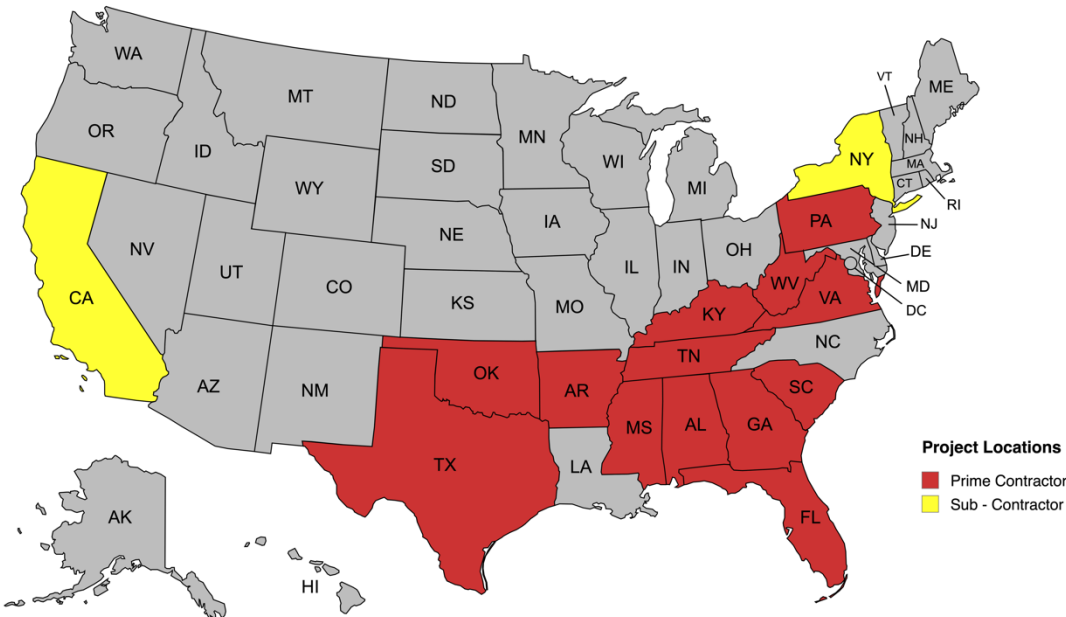 WA
MT
ND
MN
VT
ME
OR
ID
SD
WI
MI
NY
NH
MA
CT
RI
WY
IA
NE
PA
NJ
NV
UT
CO
IL
IN
OH
DE
CA
KS
MO
WV
VA
MD
DC
KY
NC
TN
AZ
NM
OK
AR
SC
MS
AL
GA
TX
LA
FL
AK
HI
Project Locations
Prime Contractor
Sub - Contractor